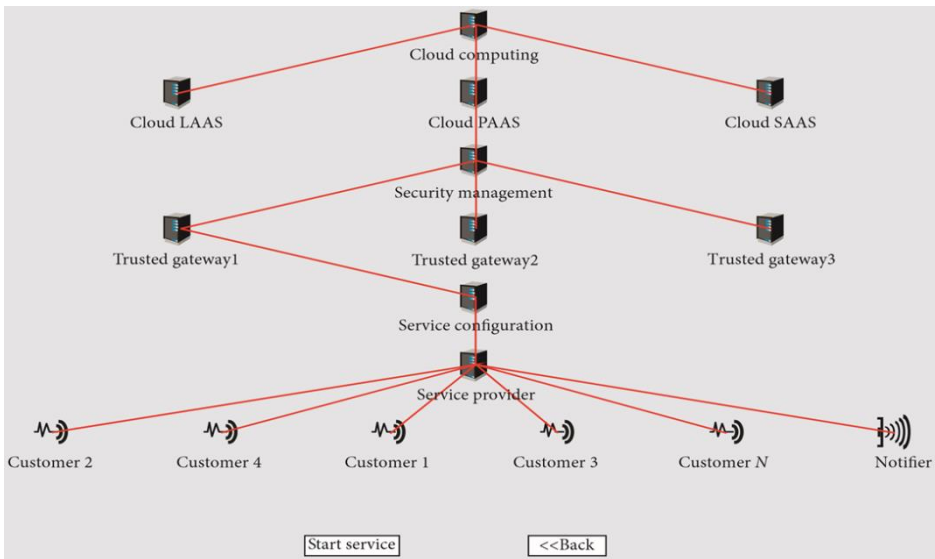 Cloud computing
Cloud LAAS
Cloud PAAS
Cloud SAAS
Security management
Trusted gateway1
Trusted gateway2
Trusted gateway3
Service configuration
Service provider
Customer 2
Customer 4
Customer 1
Customer 3
Customer N
Notifier
Start service
<<Back